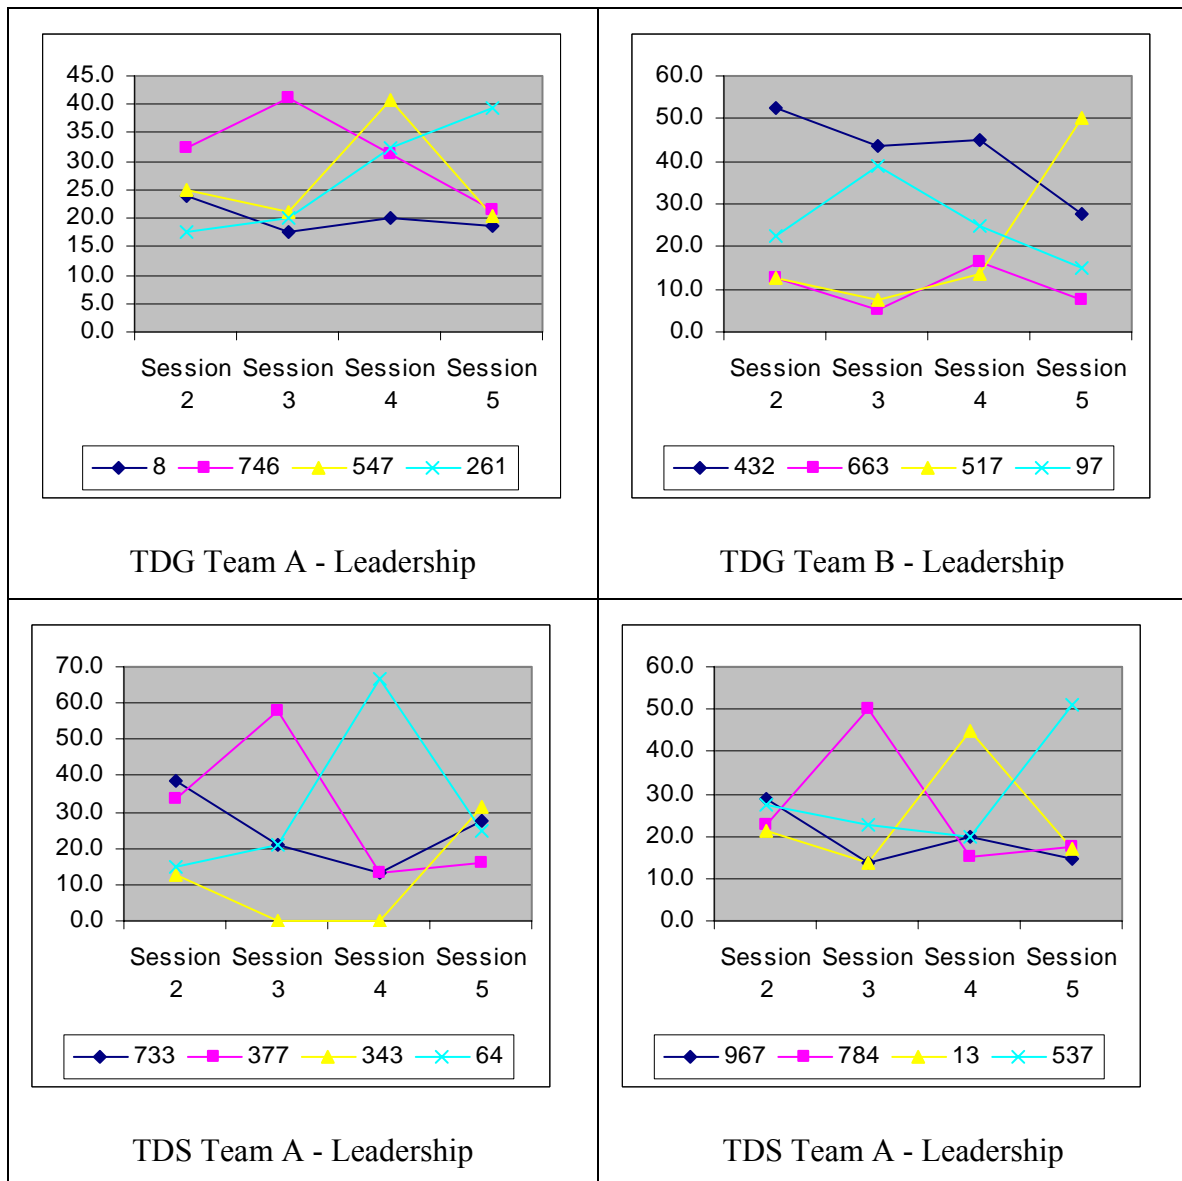 45.0
40.0
35.0
30.0
25.0
20.0
15.0
10.0
5.0
0.0
Session Session Session Session
2 3 4 5
8 746 547 261
TDG Team A - Leadership
60.0
50.0
40.0
30.0
20.0
10.0
0.0
Session Session Session Session
2 3 4 5
432 663 517 97
TDG Team B - Leadership
70.0
60.0
50.0
40.0
30.0
20.0
10.0
0.0
Session Session Session Session
2 3 4 5
733 377 343 64
TDS Team A - Leadership
60.0
50.0
40.0
30.0
20.0
10.0
0.0
Session Session Session Session
2 3 4 5
967 784 13 537
TDS Team A - Leadership